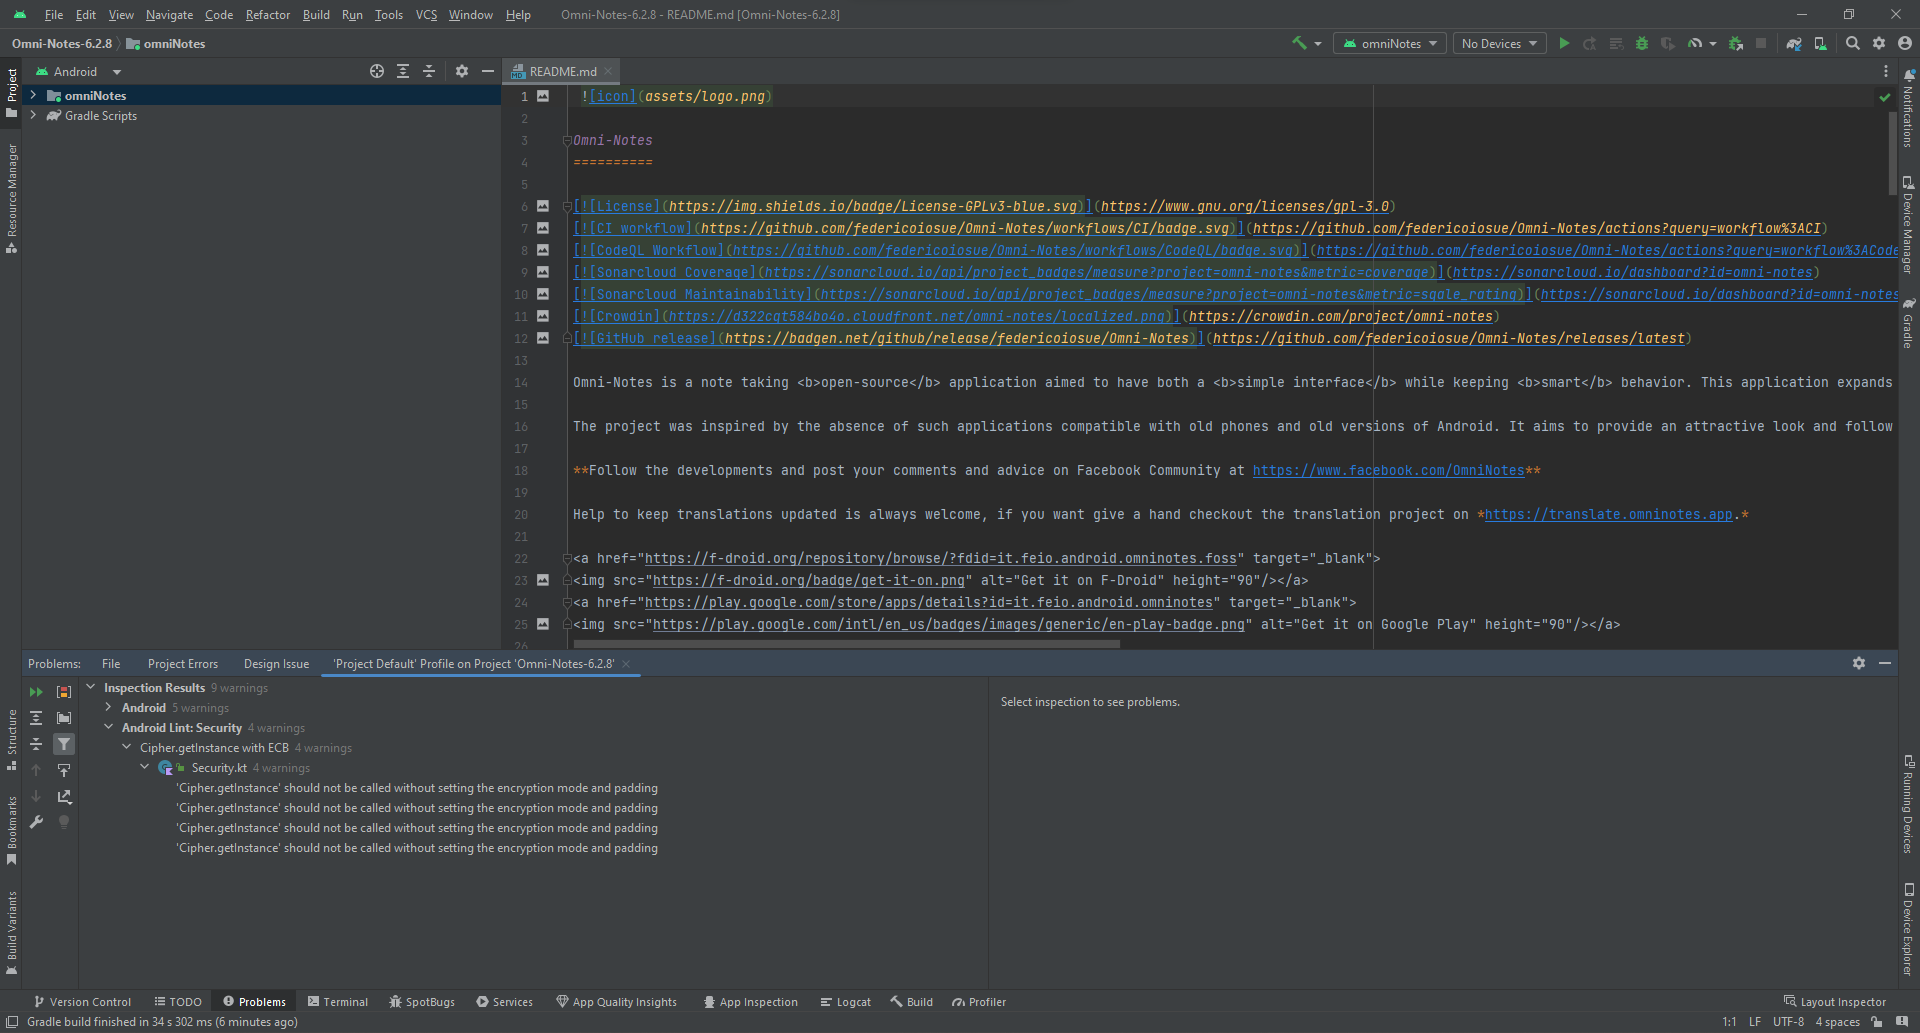 File Edit View Navigate Code Refactor Build Run Tools VCS Window Help Omni-Notes-6.2.8 - README.md [Omni-Notes-6.2.8]
Omni-Notes-6.2.8 omniNotes
omniNotes No Devices
Android
README.md
omniNotes
Gradle Scripts
Project
Resource Manager
Structure
Bookmarks
Build Variants
1 ![icon](assets/logo.png)
2
3 Omni-Notes
4 ==========
5
6 [![License](https://img.shields.io/badge/License-GPLv3-blue.svg)](https://www.gnu.org/licenses/gpl-3.0)
7 [![CI workflow](https://github.com/federicoiosue/Omni-Notes/workflows/CI/badge.svg)](https://github.com/federicoiosue/Omni-Notes/actions?query=workflow%3ACI)
8 [![CodeQL Workflow](https://github.com/federicoiosue/Omni-Notes/workflows/CodeQL/badge.svg)](https://github.com/federicoiosue/Omni-Notes/actions?query=workflow%3ACode
9 [![Sonarcloud Coverage](https://sonarcloud.io/api/project_badges/measure?project=omni-notes&metric=coverage)](https://sonarcloud.io/dashboard?id=omni-notes)
10 [![Sonarcloud Maintainability](https://sonarcloud.io/api/project_badges/measure?project=omni-notes&metric=sqale_rating)](https://sonarcloud.io/dashboard?id=omni-notes
11 [![Crowdin](https://d322cqt584bo4o.cloudfront.net/omni-notes/localized.png)](https://crowdin.com/project/omni-notes)
12 [![GitHub release](https://badgen.net/github/release/federicoiosue/Omni-Notes)](https://github.com/federicoiosue/Omni-Notes/releases/latest)
13
14 Omni-Notes is a note taking <b>open-source</b> application aimed to have both a <b>simple interface</b> while keeping <b>smart</b> behavior. This application expands
15
16 The project was inspired by the absence of such applications compatible with old phones and old versions of Android. It aims to provide an attractive look and follow
17
18 **Follow the developments and post your comments and advice on Facebook Community at https://www.facebook.com/OmniNotes**
19
20 Help to keep translations updated is always welcome, if you want give a hand checkout the translation project on *https://translate.omninotes.app.*
21
22 <a href="https://f-droid.org/repository/browse/?fdid=it.feio.android.omninotes.foss" target="_blank">
23 <img src="https://f-droid.org/badge/get-it-on.png" alt="Get it on F-Droid" height="90"/></a>
24 <a href="https://play.google.com/store/apps/details?id=it.feio.android.omninotes" target="_blank">
25 <img src="https://play.google.com/intl/en_us/badges/images/generic/en-play-badge.png" alt="Get it on Google Play" height="90"/></a>
26
Notifications
Device Manager
Gradle
Running Devices
Device Explorer
Problems: File Project Errors Design Issue 'Project Default' Profile on Project 'Omni-Notes-6.2.8'
Inspection Results 9 warnings
Android 5 warnings
Android Lint: Security 4 warnings
Cipher.getInstance with ECB 4 warnings
Security.kt 4 warnings
'Cipher.getInstance' should not be called without setting the encryption mode and padding
'Cipher.getInstance' should not be called without setting the encryption mode and padding
'Cipher.getInstance' should not be called without setting the encryption mode and padding
'Cipher.getInstance' should not be called without setting the encryption mode and padding
Select inspection to see problems.
Version Control TODO Problems Terminal SpotBugs Services App Quality Insights App Inspection Logcat Build Profiler Layout Inspector
Gradle build finished in 34 s 302 ms (6 minutes ago) 1:1 LF UTF-8 4 spaces